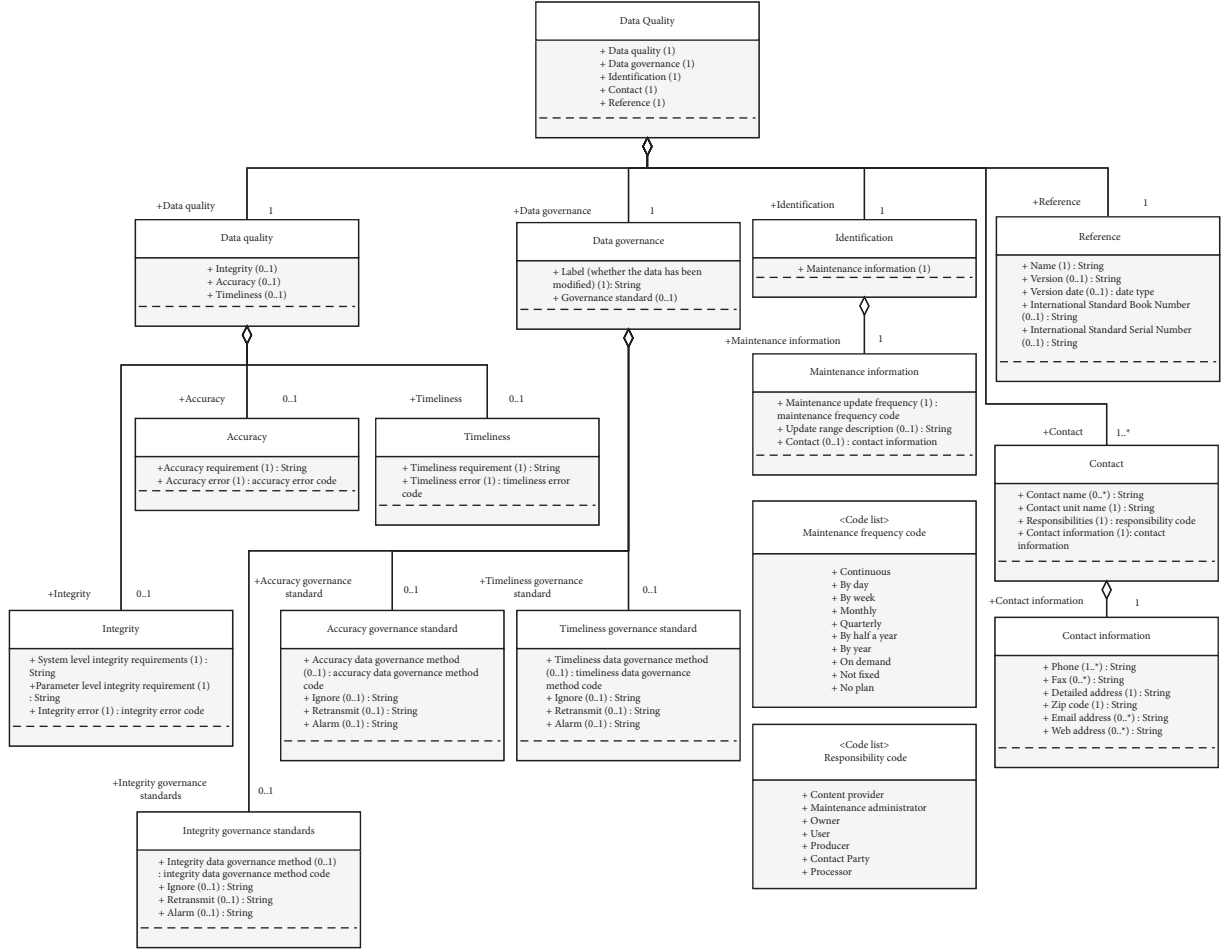 Data Quality
+ Data quality (1)
+ Data governance (1)
+ Identification (1)
+ Contact (1)
+ Reference (1)
+Data quality
1
Data quality
+ Integrity (0..1)
+ Accuracy (0..1)
+ Timeliness (0..1)
+Data governance
1
Data governance
+ Label (whether the data has been
modified) (1): String
+ Governance standard (0..1)
+Identification
1
Identification
+ Maintenance information (1)
+Reference
1
Reference
+ Name (1) : String
+ Version (0..1) : String
+ Version date (0..1) : date type
+ International Standard Book Number
(0..1) : String
+ International Standard Serial Number
(0..1) : String
+Maintenance information
1
Maintenance information
+ Maintenance update frequency (1) :
maintenance frequency code
+ Update range description (0..1) : String
+ Contact (0..1) : contact information
+Accuracy
0..1
Accuracy
+Accuracy requirement (1) : String
+ Accuracy error (1) : accuracy error code
+Timeliness
0..1
Timeliness
+ Timeliness requirement (1) : String
+ Timeliness error (1) : timeliness error
code
+Contact
1..*
Contact
+ Contact name (0..*) : String
+ Contact unit name (1) : String
+ Responsibilities (1) : responsibility code
+ Contact information (1): contact
information
<Code list>
Maintenance frequency code
+ Continuous
+ By day
+ By week
+ Monthly
+ Quarterly
+ By half a year
+ By year
+ On demand
+ Not fixed
+ No plan
+Integrity
0..1
Integrity
+ System level integrity requirements (1) :
String
+Parameter level integrity requirement (1)
: String
+ Integrity error (1) : integrity error code
+Accuracy governance
standard
0..1
Accuracy governance standard
+ Accuracy data governance method
(0..1) : accuracy data governance method
code
+ Ignore (0..1) : String
+ Retransmit (0..1) : String
+ Alarm (0..1) : String
+Timeliness governance
standard
0..1
Timeliness governance standard
+ Timeliness data governance method
(0..1) : timeliness data governance
method code
+ Ignore (0..1) : String
+ Retransmit (0..1) : String
+ Alarm (0..1) : String
+Contact information
1
Contact information
+ Phone (1..*) : String
+ Fax (0..*) : String
+ Detailed address (1) : String
+ Zip code (1) : String
+ Email address (0..*) : String
+ Web address (0..*) : String
<Code list>
Responsibility code
+ Content provider
+ Maintenance administrator
+ Owner
+ User
+ Producer
+ Contact Party
+ Processor
+Integrity governance
standards
0..1
Integrity governance standards
+ Integrity data governance method (0..1)
: integrity data governance method code
+ Ignore (0..1) : String
+ Retransmit (0..1) : String
+ Alarm (0..1) : String